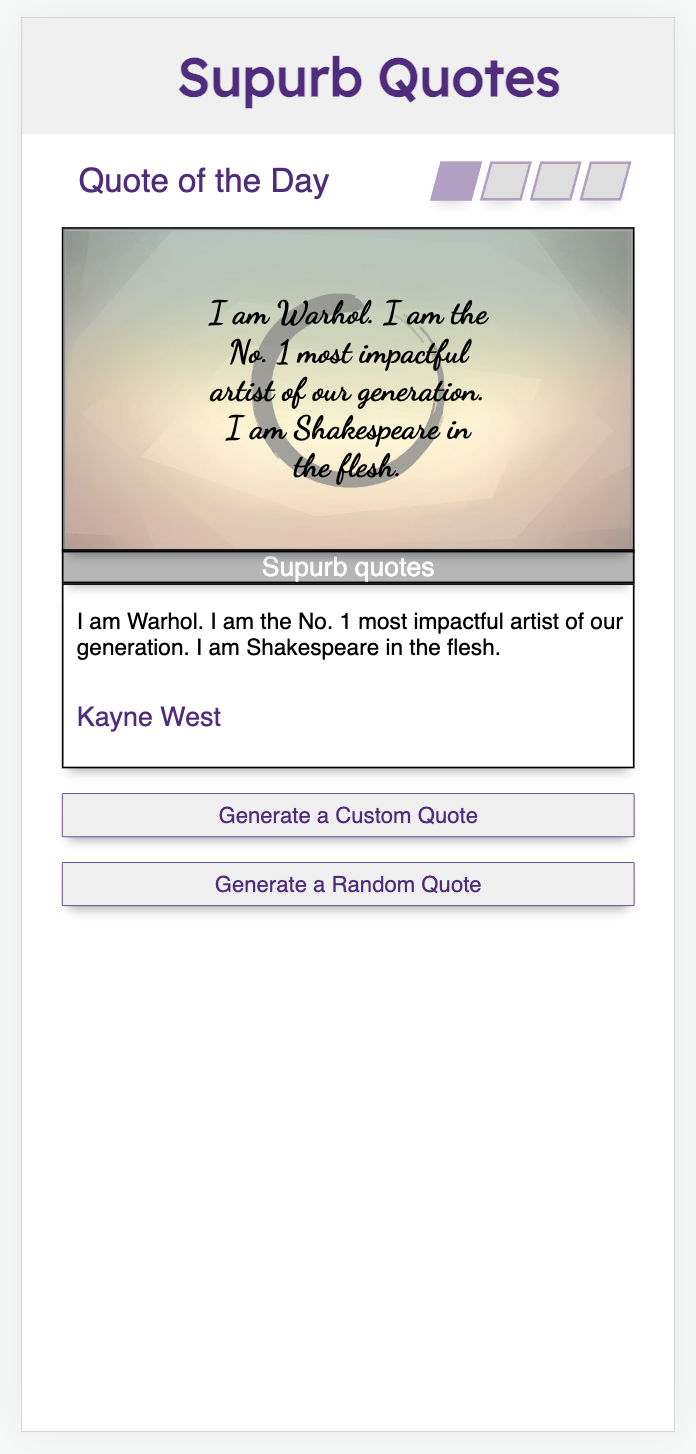 Supurb Quotes
Quote of the Day
I am Warhol. I am the
No. 1 most impactful
artist of our generation.
I am Shakespeare in
the flesh.
Supurb quotes
I am Warhol. I am the No. 1 most impactful artist of our
generation. I am Shakespeare in the flesh.
Kayne West
Generate a Custom Quote
Generate a Random Quote